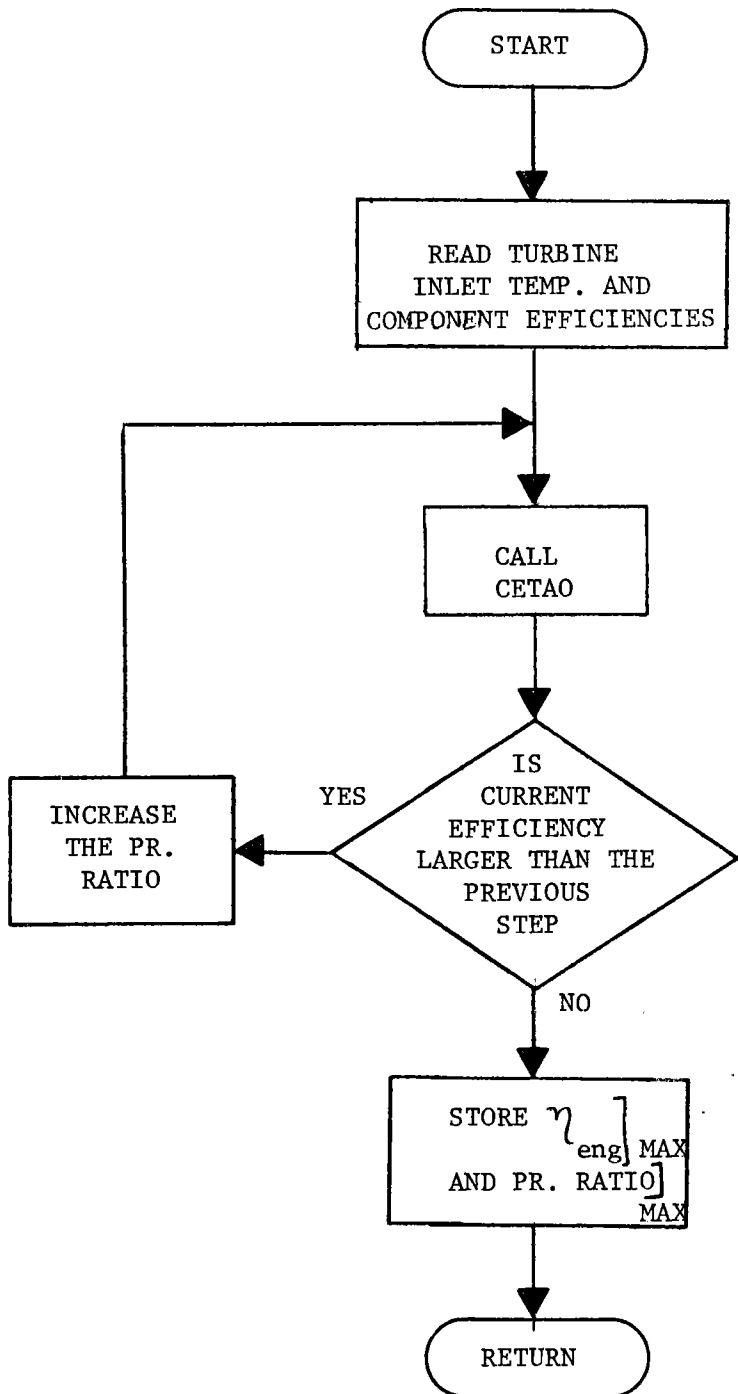 START
READ TURBINE
INLET TEMP. AND
COMPONENT EFFICIENCIES
CALL
CETAO
IS
CURRENT
EFFICIENCY
LARGER THAN THE
PREVIOUS
STEP
YES
INCREASE
THE PR.
RATIO
NO
STORE η eng] MAX
AND PR. RATIO]
MAX
RETURN